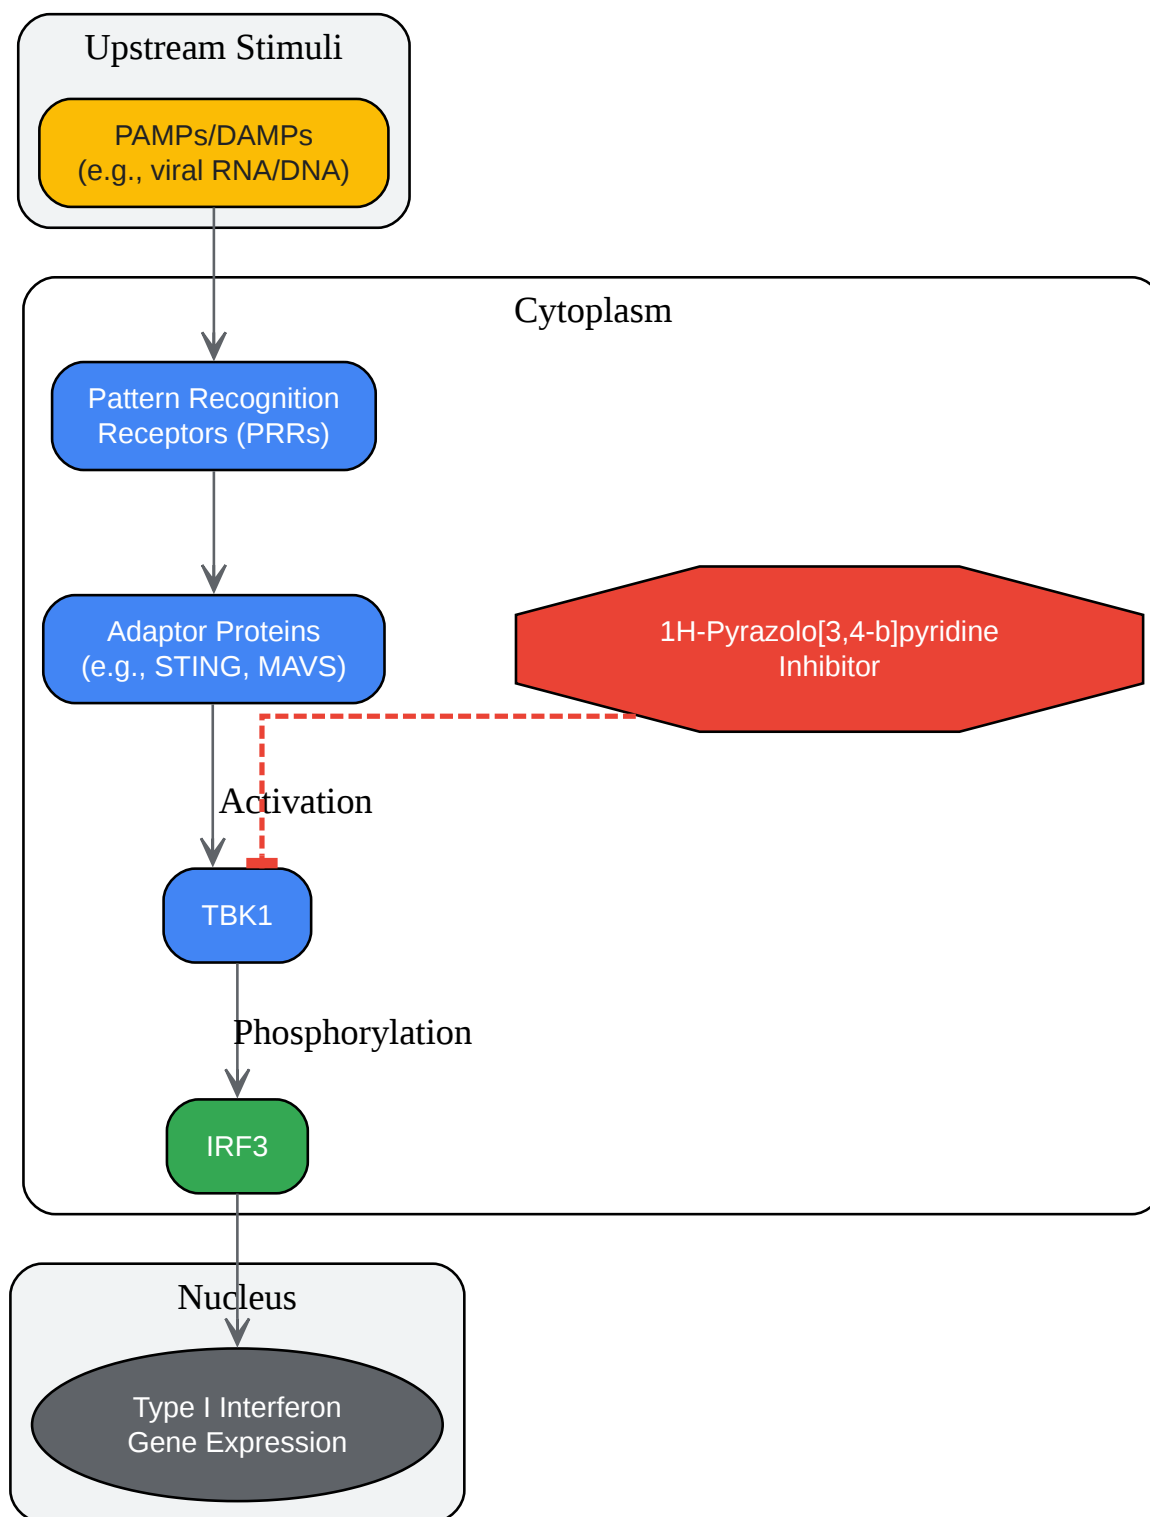 Upstream Stimuli
PAMPs/DAMPs
(e.g., viral RNA/DNA)
Cytoplasm
Pattern Recognition
Receptors (PRRs)
Adaptor Proteins
(e.g., STING, MAVS)
1H-Pyrazolo[3,4-b]pyridine
Inhibitor
Activation
TBK1
Phosphorylation
IRF3
Nucleus
Type I Interferon
Gene Expression